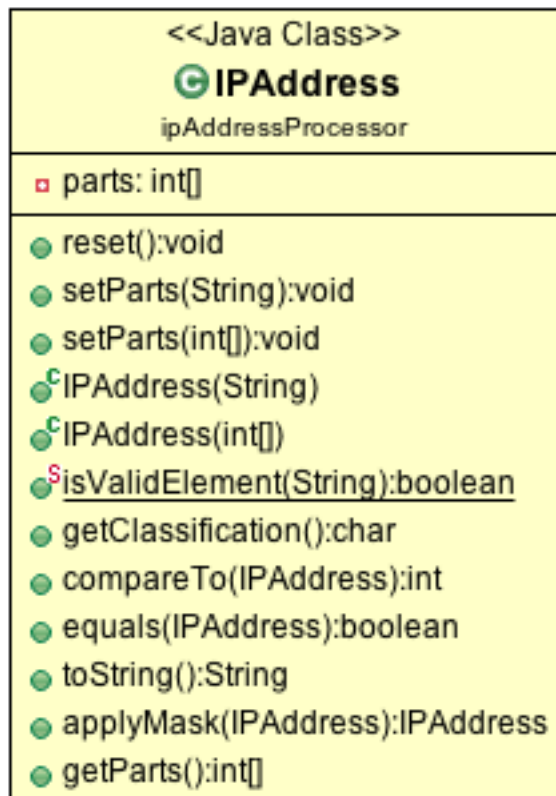 <<Java Class>>
C IPAddress
ipAddressProcessor
parts: int[]
reset():void
setParts(String):void
setParts(int[]):void
C IPAddress(String)
C IPAddress(int[])
S isValidElement(String):boolean
getClassification():char
compareTo(IPAddress):int
equals(IPAddress):boolean
toString():String
applyMask(IPAddress):IPAddress
getParts():int[]